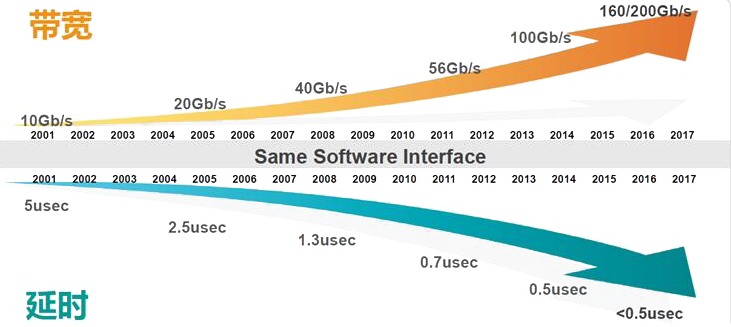 带宽
160/200Gb/s
100Gb/s
56Gb/s
40Gb/s
20Gb/s
10Gb/s
2001 2002 2003 2004 2005 2006 2007 2008 2009 2010 2011 2012 2013 2014 2015 2016 2017
Same Software Interface
2001 2002 2003 2004 2005 2006 2007 2008 2009 2010 2011 2012 2013 2014 2015 2016 2017
5usec
2.5usec
1.3usec
0.7usec
0.5usec
<0.5usec
延时